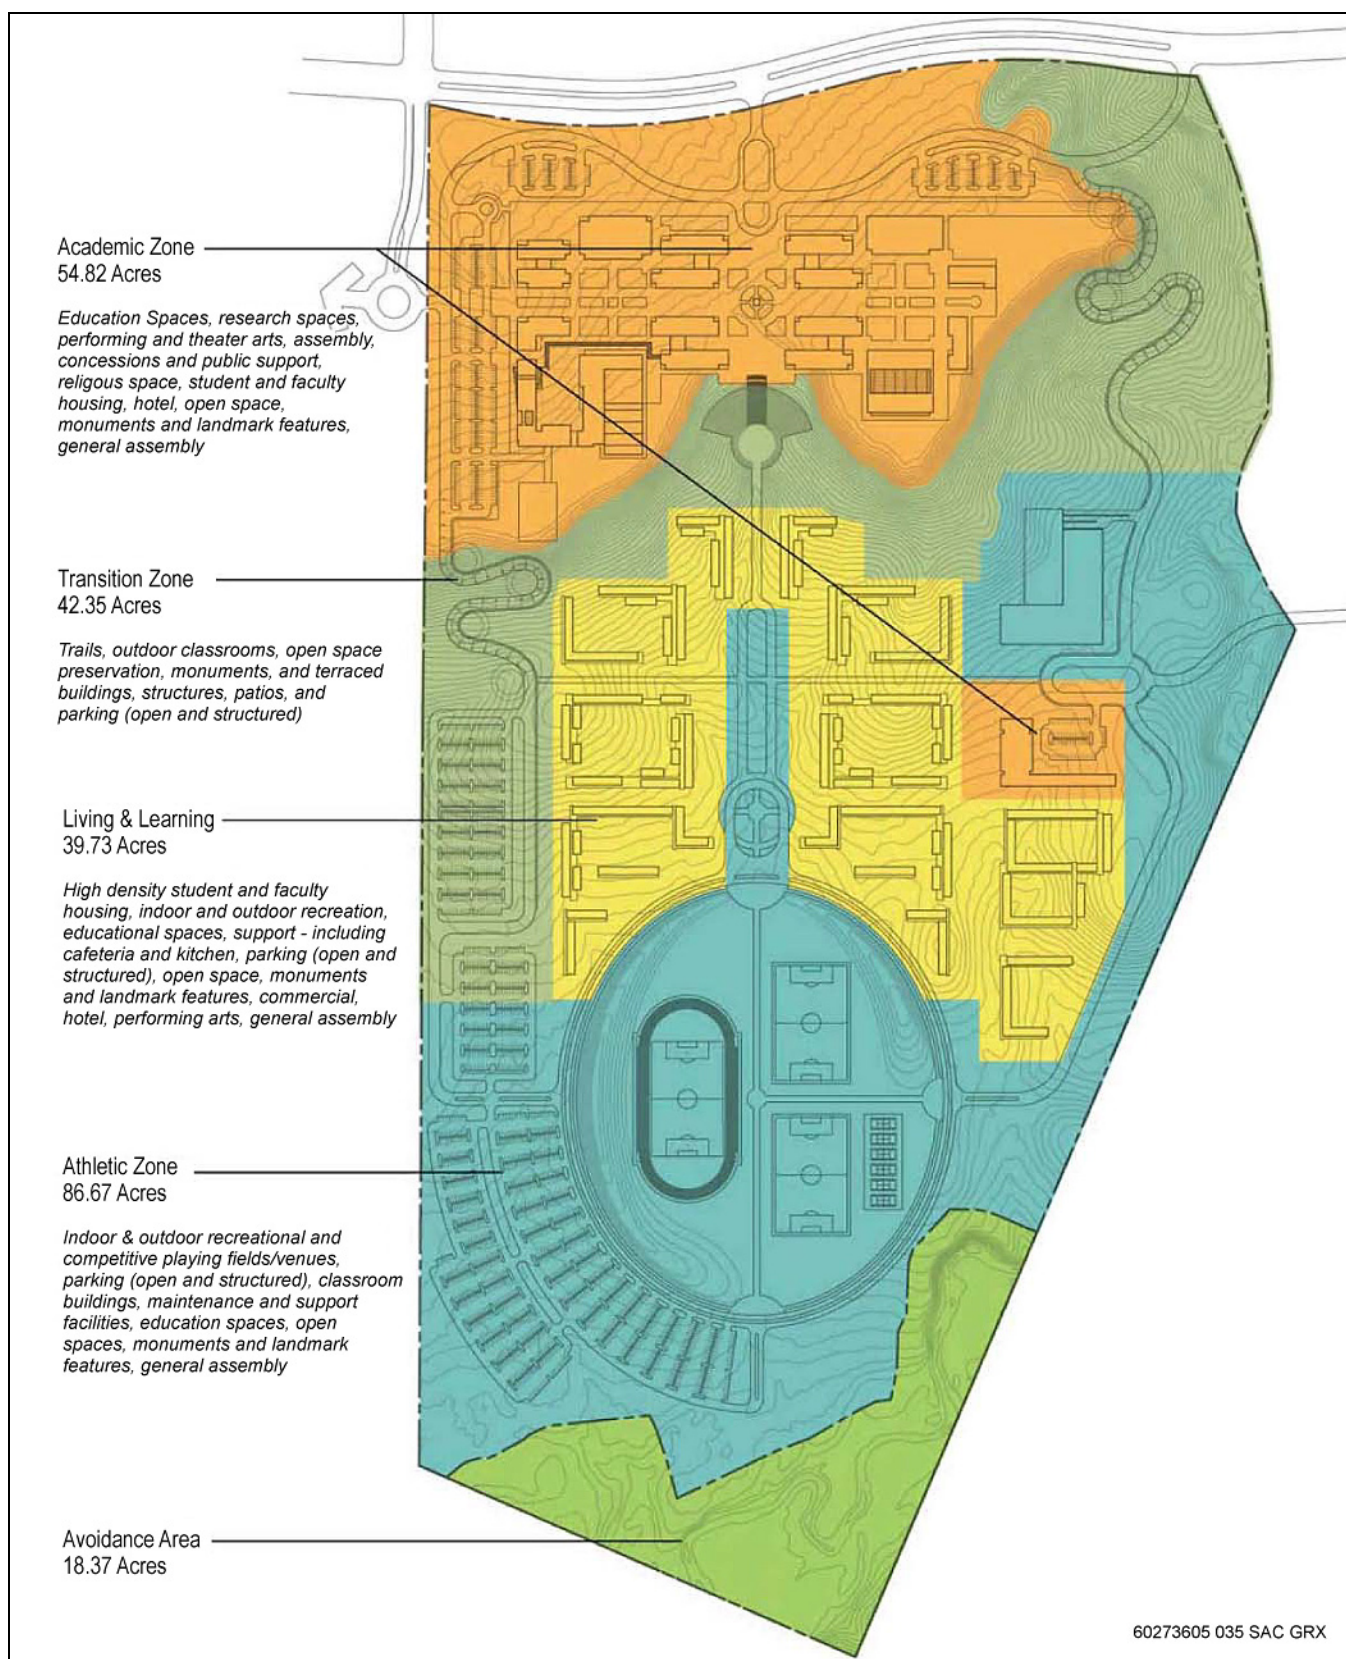 Academic Zone
54.82 Acres
Education Spaces, research spaces,
performing and theater arts, assembly,
concessions and public support,
religous space, student and faculty
housing, hotel, open space,
monuments and landmark features,
general assembly
Transition Zone
42.35 Acres
Trails, outdoor classrooms, open space
preservation, monuments, and terraced
buildings, structures, patios, and
parking (open and structured)
Living & Learning
39.73 Acres
High density student and faculty
housing, indoor and outdoor recreation,
educational spaces, support - including
cafeteria and kitchen, parking (open and
structured), open space, monuments
and landmark features, commercial,
hotel, performing arts, general assembly
Athletic Zone
86.67 Acres
Indoor & outdoor recreational and
competitive playing fields/venues,
parking (open and structured), classroom
buildings, maintenance and support
facilities, education spaces, open
spaces, monuments and landmark
features, general assembly
Avoidance Area
18.37 Acres
60273605 035 SAC GRX